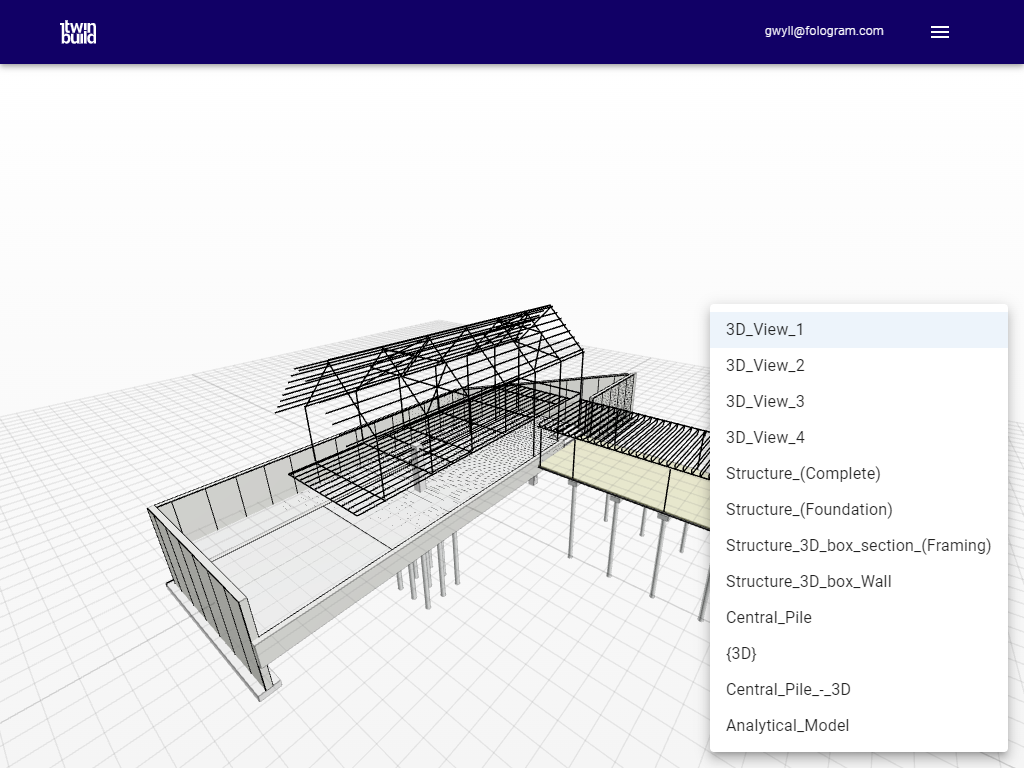 twin
build
gwyll@fologram.com
3D_View_1
3D_View_2
3D_View_3
3D_View_4
Structure_(Complete)
Structure_(Foundation)
Structure_3D_box_section_(Framing)
Structure_3D_box_Wall
Central_Pile
{3D}
Central_Pile_-_3D
Analytical_Model